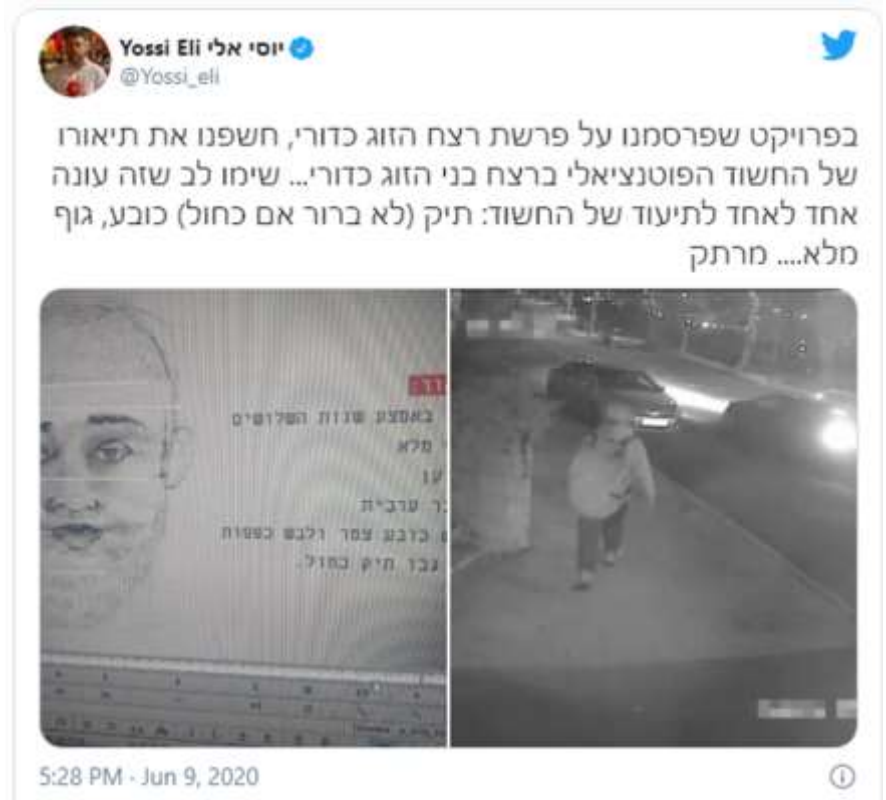 Yossi Eli יוסי אלי
@Yossi_eli
בפרויקט שפרסמנו על פרשת רצח הזוג כדורי, חשפנו את תיאורו
של החשוד הפוטנציאלי ברצח בני הזוג כדורי... שימו לב שזה עונה
אחד לאחד לתיעוד של החשוד: תיק (לא ברור אם כחול) כובע, גוף
מלא.... מרתק
באמצע שנות השלושים
מלא
ערבית
כובע צמר ולבש כפפות
גבו תיק כחול.
5:28 PM · Jun 9, 2020